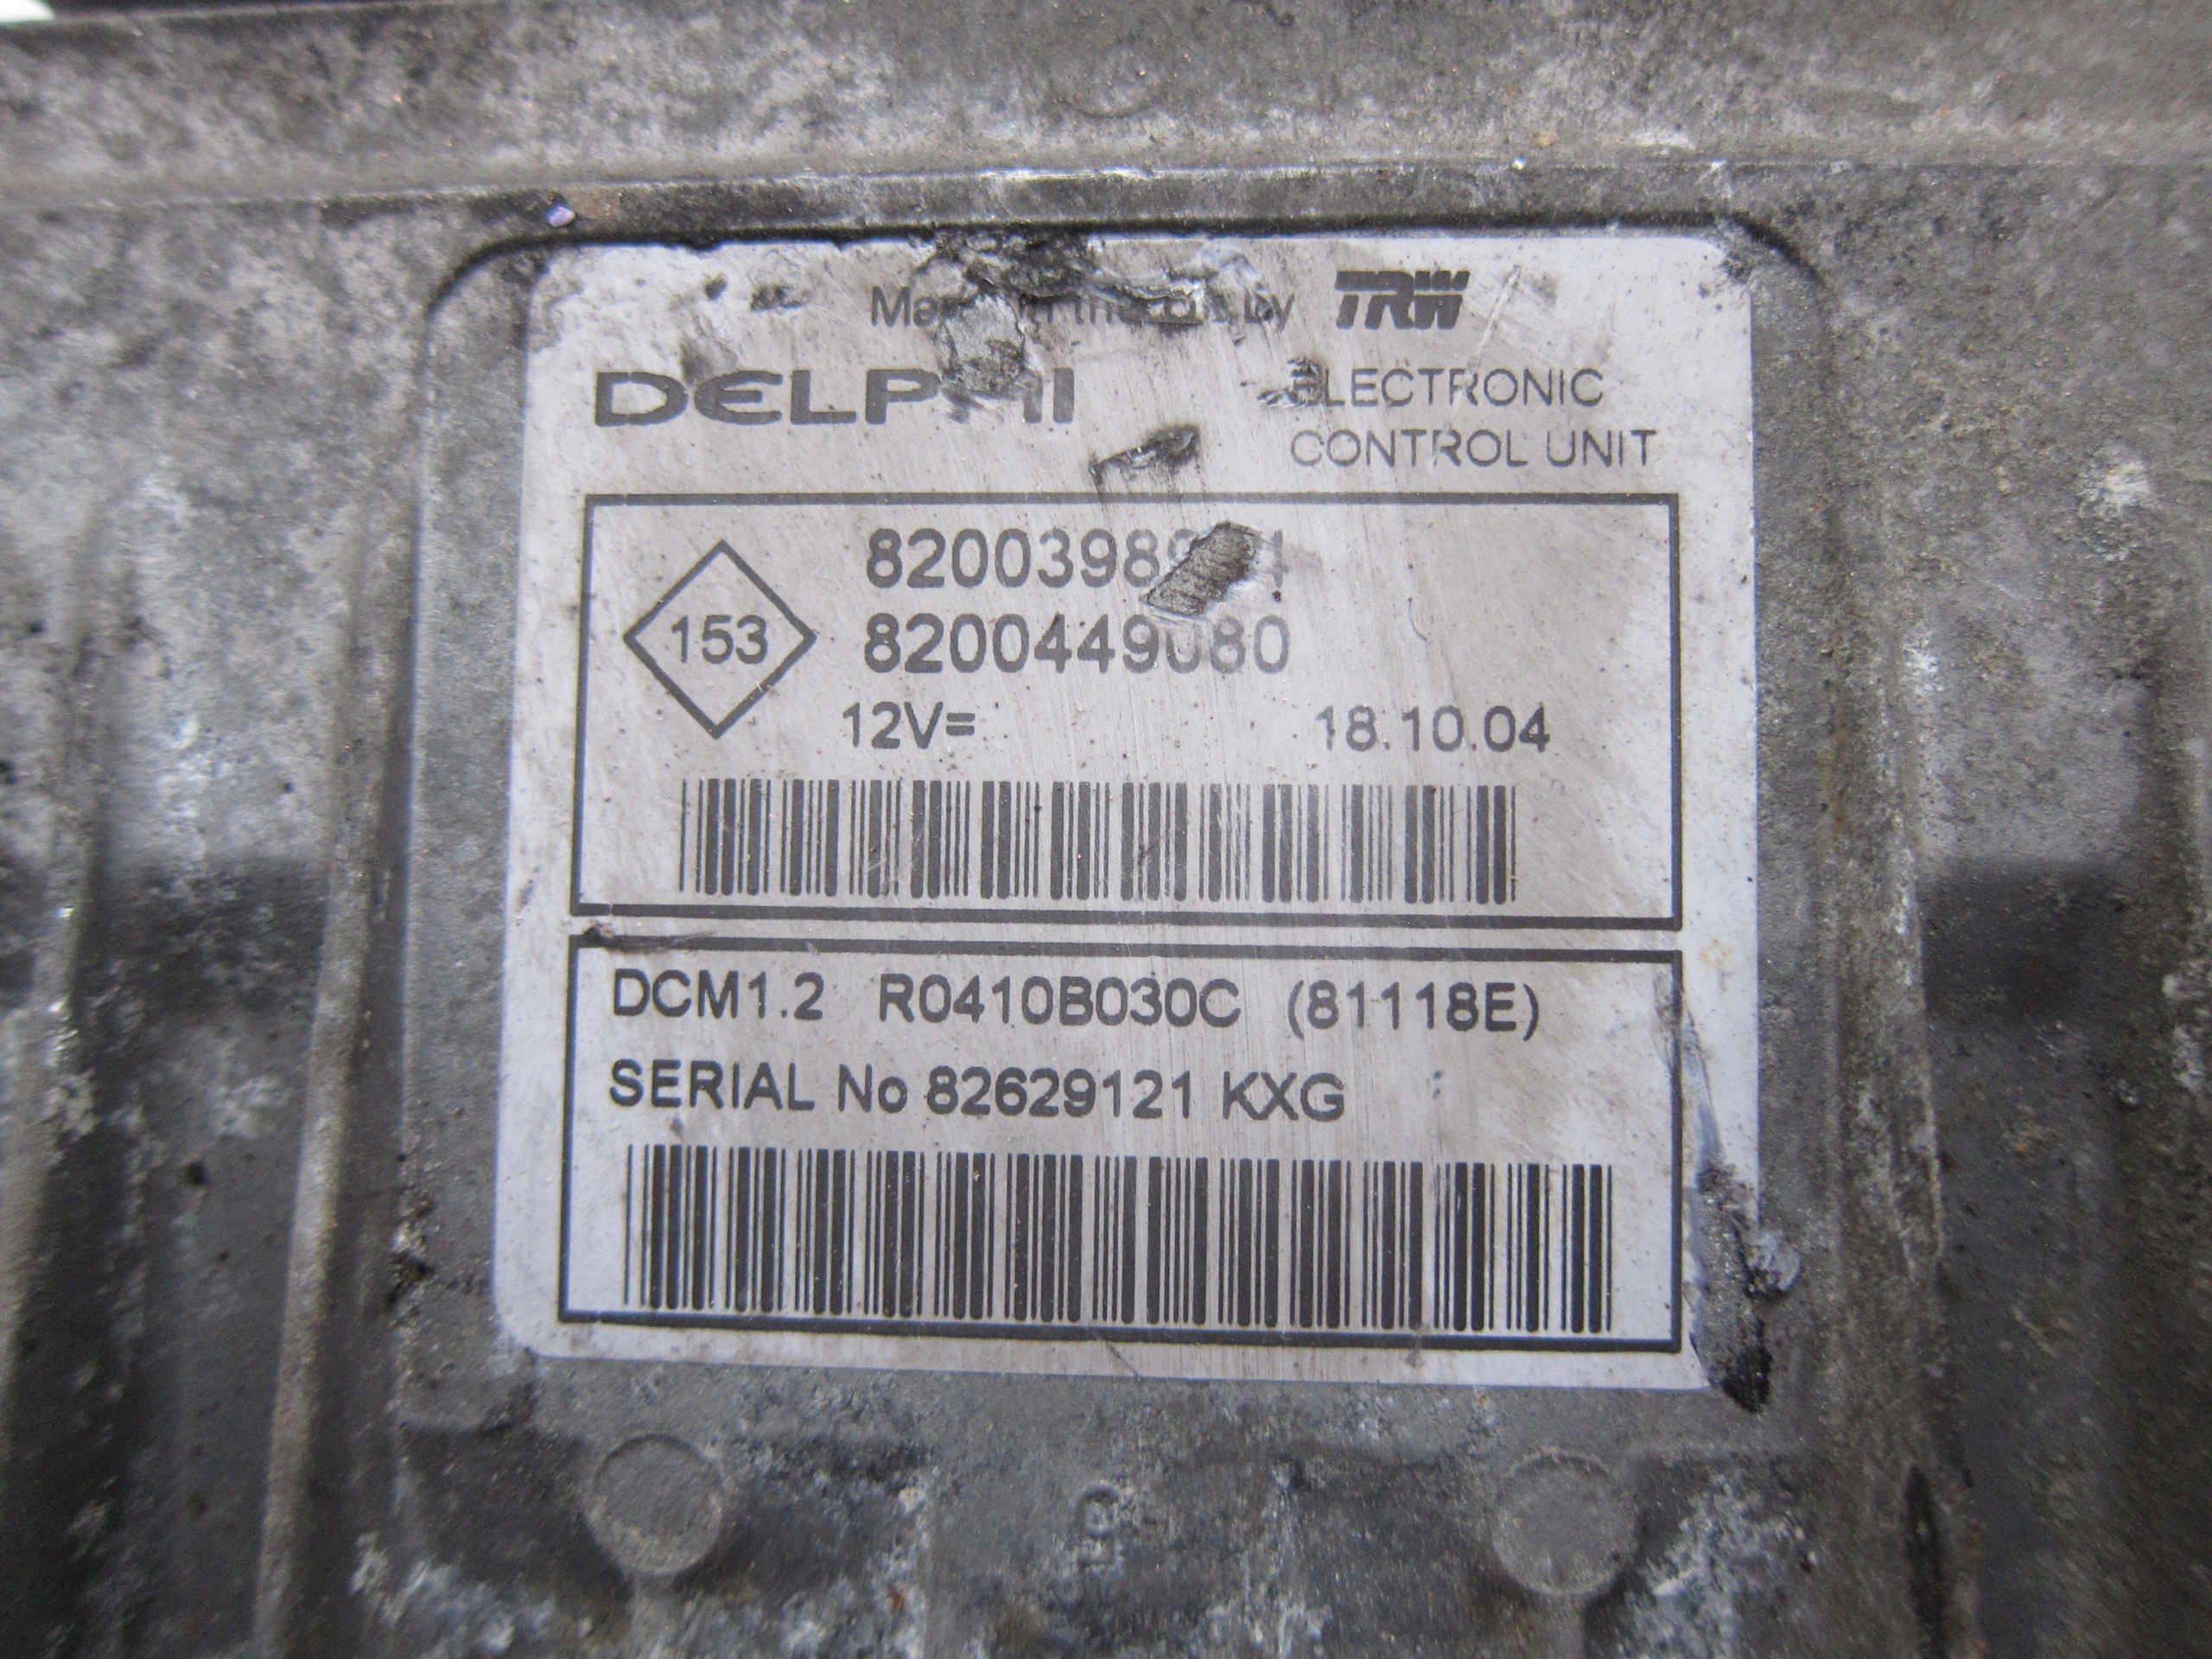 by TRW
DELPHI ELECTRONIC
CONTROL UNIT
153
8200449080
12V= 18.10.04
DCM1.2 R0410B030C (81118E)
SERIAL No 82629121 KXG